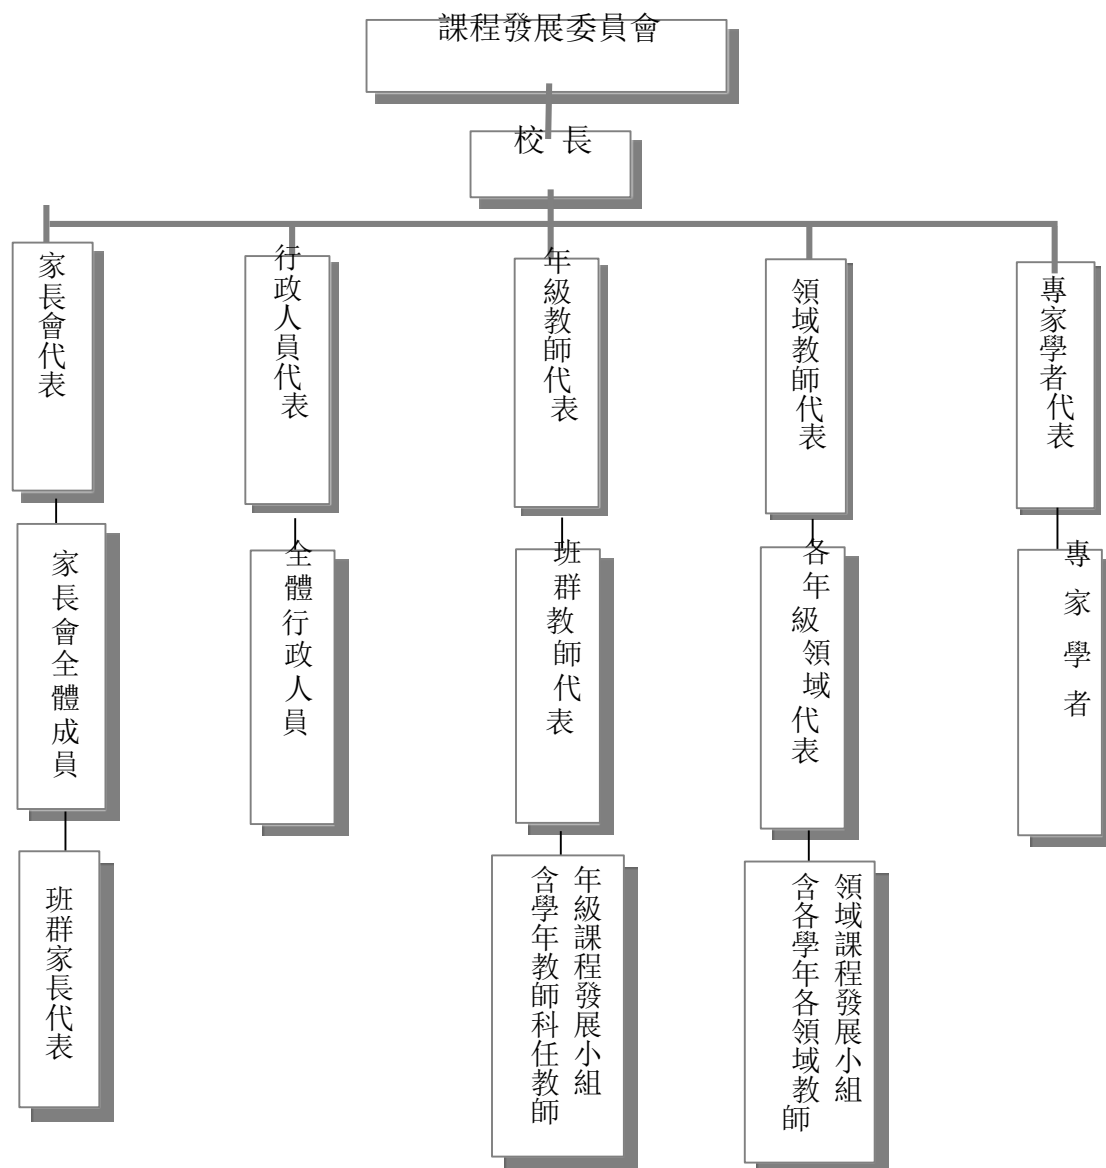 課程發展委員會
校 長
家長會代表
行政人員代表
年級教師代表
領域教師代表
專家學者代表
家長會全體成員
全體行政人員
班群教師代表
各年級領域代表
專家學者
班群家長代表
年級課程發展小組
含學年教師科任教師
領域課程發展小組
含各學年各領域教師